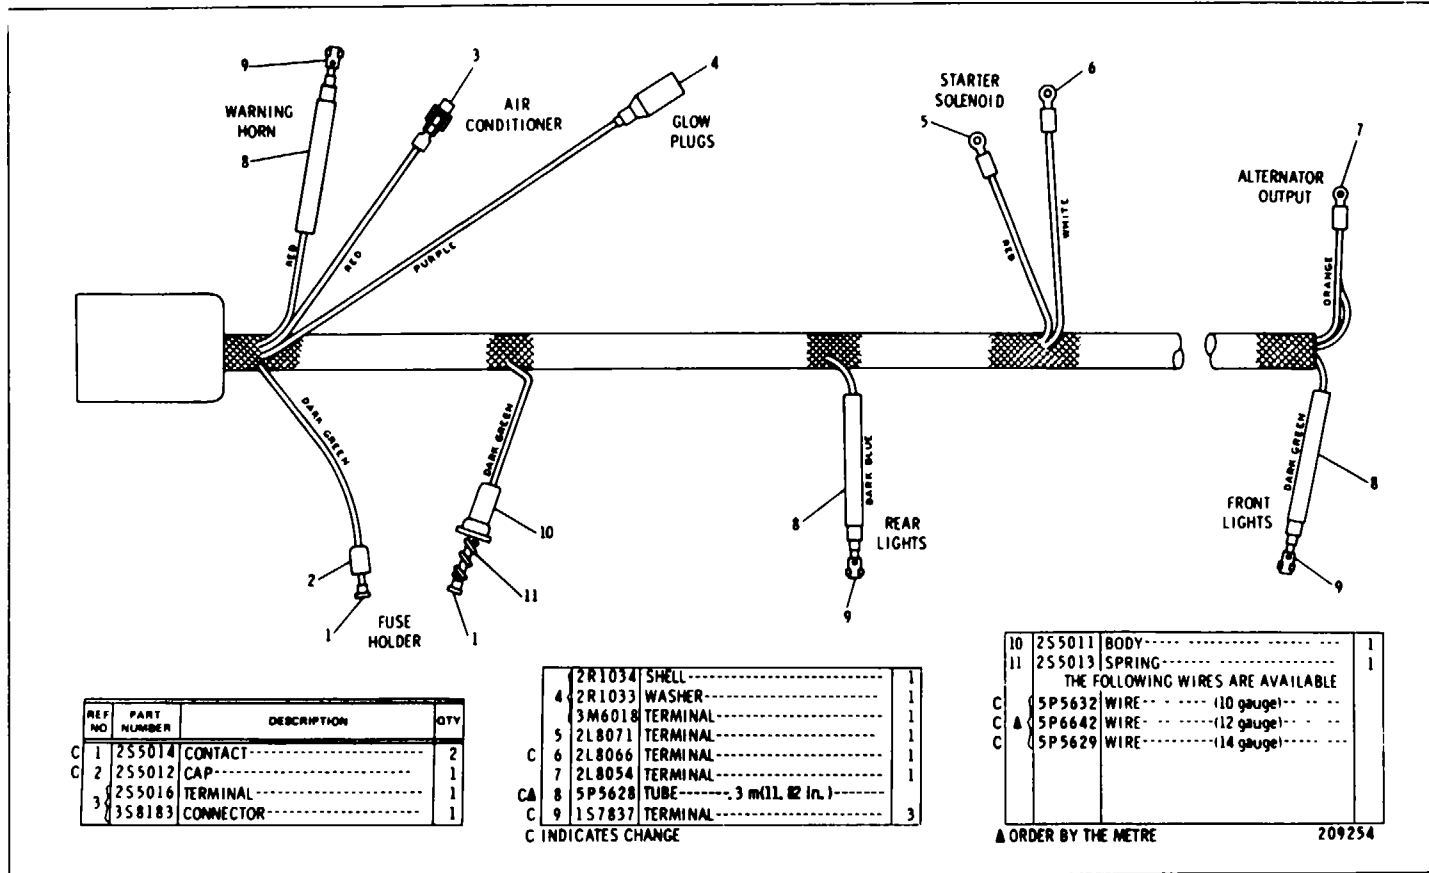 9
3
4
6
WARNING
HORN
AIR
CONDITIONER
GLOW
PLUGS
STARTER
SOLENOID
5
7
8
ALTERNATOR
OUTPUT
RED
RED
PURPLE
RED
WHITE
ORANGE
DARK GREEN
DARK GREEN
DARK BLUE
DARK GREEN
8
8
10
REAR
LIGHTS
FRONT
LIGHTS
2
11
9
1
FUSE
HOLDER
1
9
REF NO PART NUMBER DESCRIPTION QTY
C 1 2S5014 CONTACT 2
C 2 2S5012 CAP 1
3 2S5016 TERMINAL 1
3S8183 CONNECTOR 1
2R1034 SHELL 1
4 2R1033 WASHER 1
3M6018 TERMINAL 1
5 2L8071 TERMINAL 1
C 6 2L8066 TERMINAL 1
7 2L8054 TERMINAL 1
C▲ 8 5P5628 TUBE .3 m(11.82 in.)
C 9 1S7837 TERMINAL 3
C INDICATES CHANGE
10 2S5011 BODY 1
11 2S5013 SPRING 1
THE FOLLOWING WIRES ARE AVAILABLE
C 5P5632 WIRE (10 gauge)
C ▲ 5P6642 WIRE (12 gauge)
C 5P5629 WIRE (14 gauge)
▲ ORDER BY THE METRE
209254